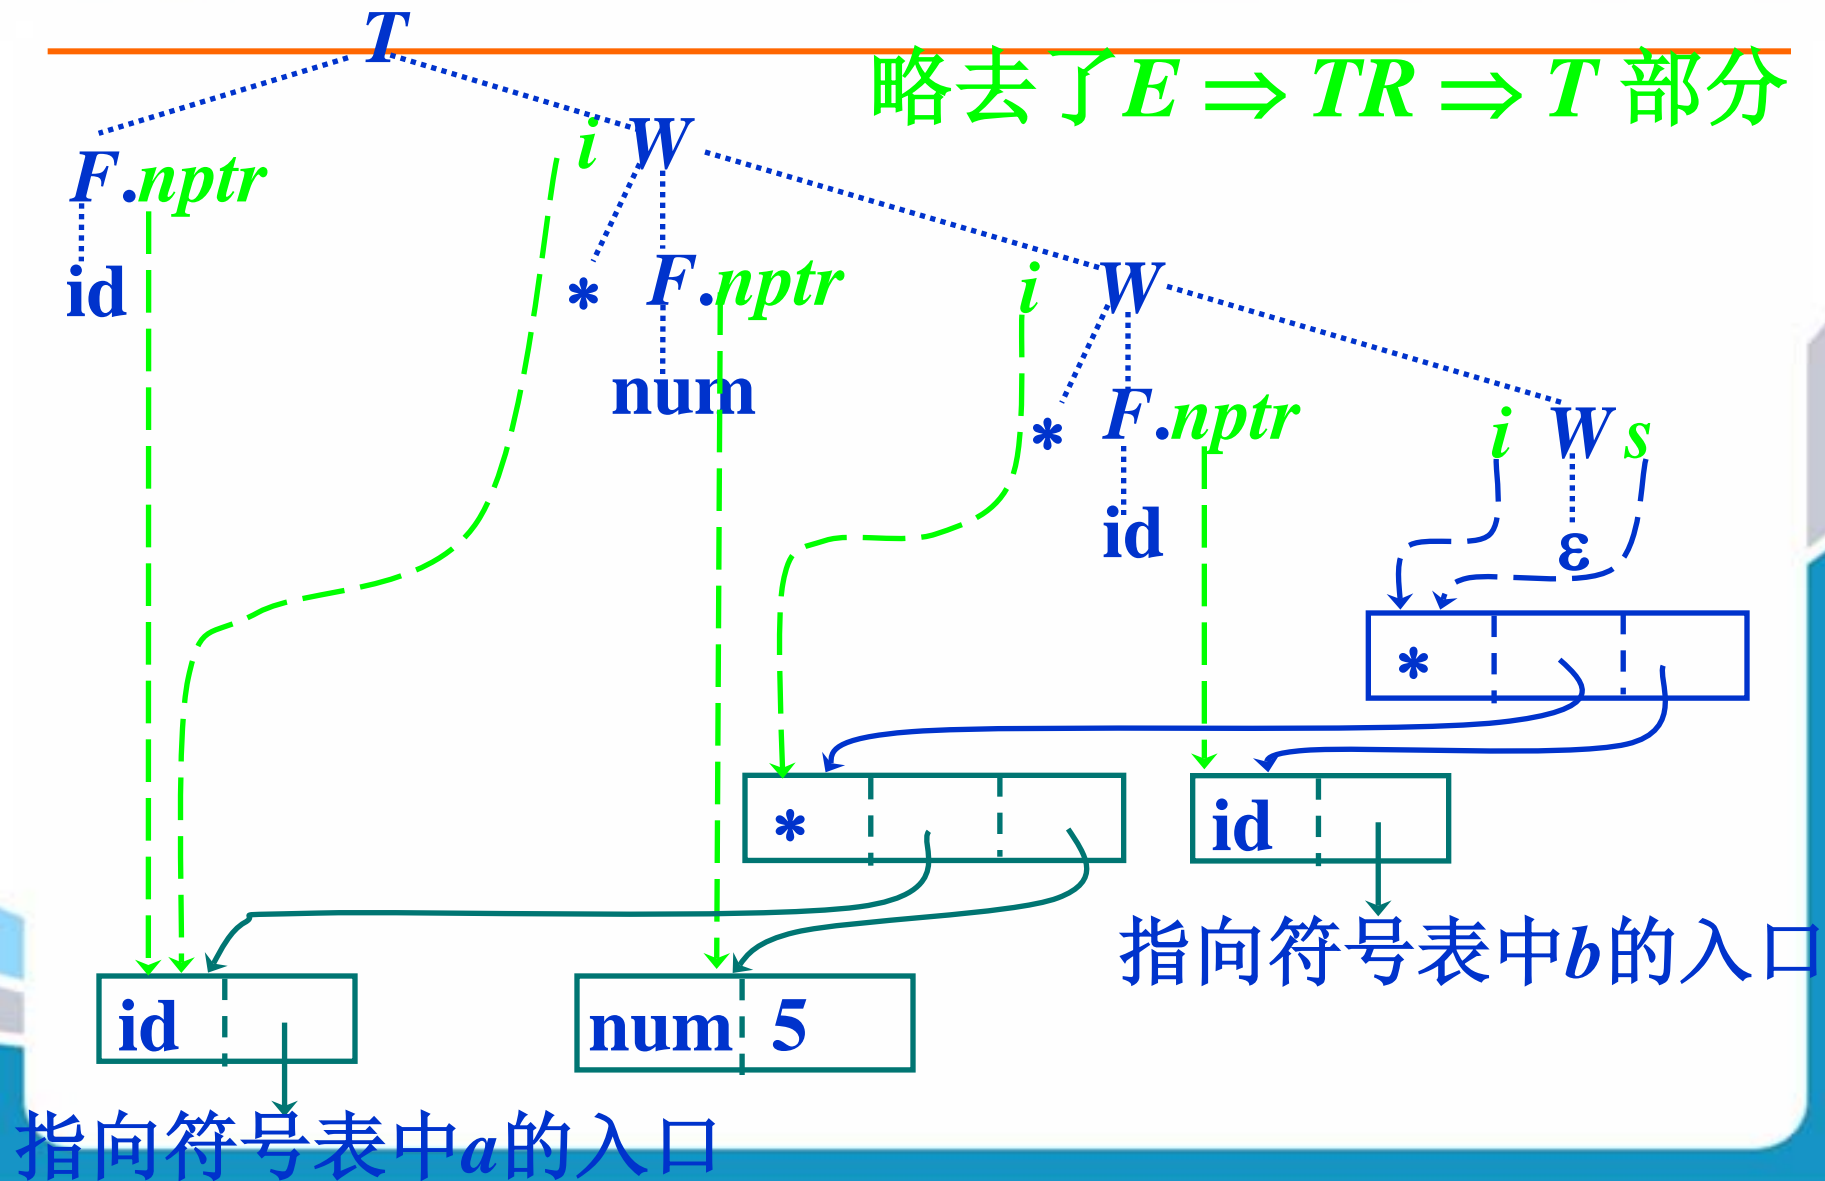 T
略去了E ⇒ TR ⇒ T 部分
F.nptr
i W
id
* F.nptr
i W
num
* F.nptr
i W s
id
ε
*
* 
id
指向符号表中b的入口
id
num 5
指向符号表中a的入口